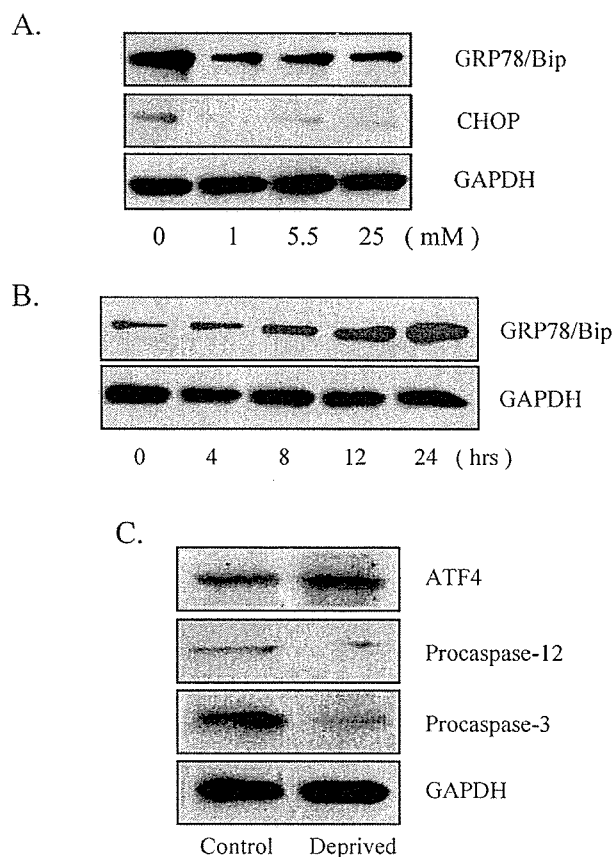 A.
GRP78/Bip
CHOP
GAPDH
0 1 5.5 25 ( mM )
B.
GRP78/Bip
GAPDH
0 4 8 12 24 ( hrs )
C.
ATF4
Procaspase-12
Procaspase-3
GAPDH
Control Deprived